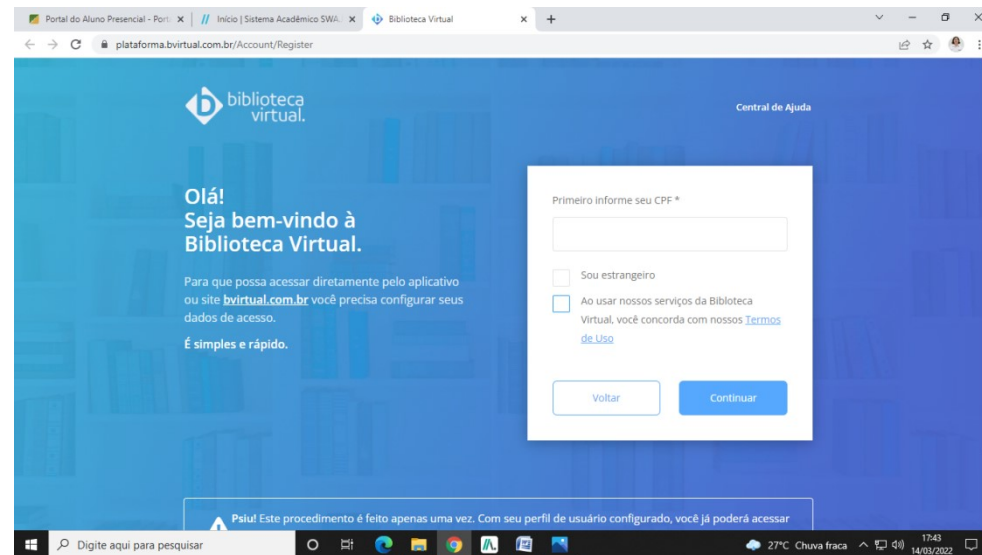 Portal do Aluno Presencial - Port
Início | Sistema Acadêmico SWA.
Biblioteca Virtual
plataforma.bvirtual.com.br/Account/Register
biblioteca
virtual.
Central de Ajuda
Olá!
Seja bem-vindo à
Biblioteca Virtual.
Para que possa acessar diretamente pelo aplicativo
ou site bvirtual.com.br você precisa configurar seus
dados de acesso.
É simples e rápido.
Primeiro informe seu CPF *
Sou estrangeiro
Ao usar nossos serviços da Bibloteca
Virtual, você concorda com nossos Termos
de Uso
Voltar
Continuar
Psiu! Este procedimento é feito apenas uma vez. Com seu perfil de usuário configurado, você já poderá acessar
Digite aqui para pesquisar
27°C Chuva fraca
17:43
14/03/2022